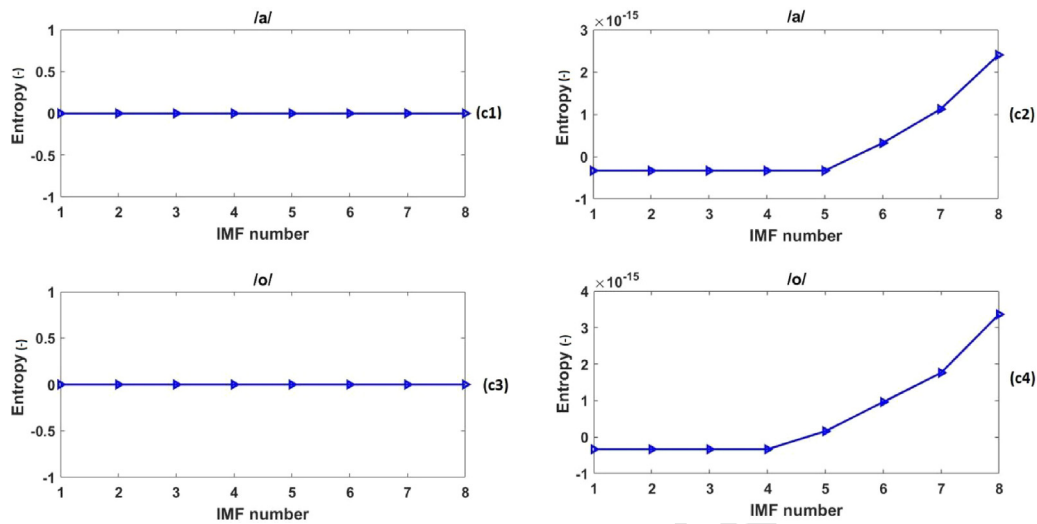 /a/
1
0.5
0
-0.5
-1
Entropy (-)
1 2 3 4 5 6 7 8
IMF number
(c1)
/a/
×10-15
3
2
1
0
-1
Entropy (-)
1 2 3 4 5 6 7 8
IMF number
(c2)
/o/
1
0.5
0
-0.5
-1
Entropy (-)
1 2 3 4 5 6 7 8
IMF number
(c3)
/o/
×10-15
4
3
2
1
0
-1
Entropy (-)
1 2 3 4 5 6 7 8
IMF number
(c4)